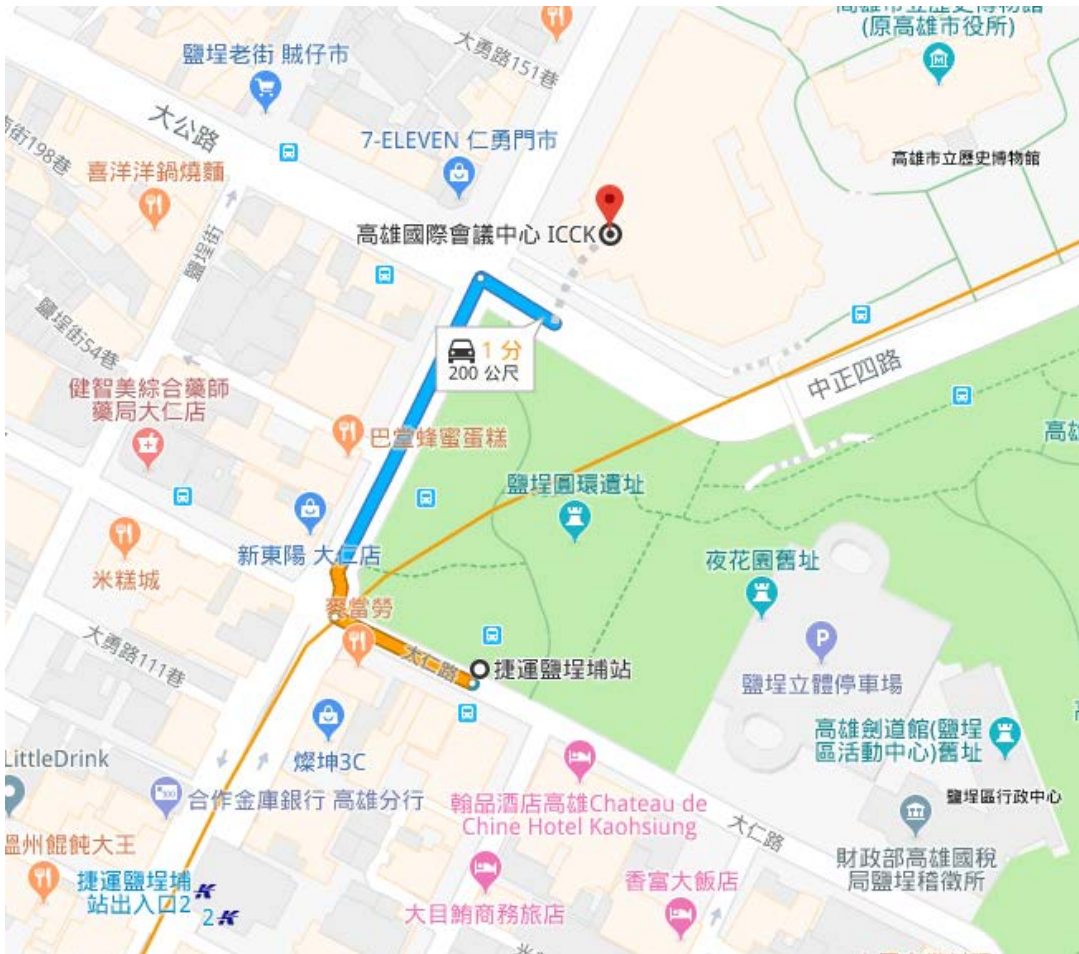 (原高雄市役所)
大勇路151巷
鹽埕老街 賊仔市
大公路
7-ELEVEN 仁勇門市
高雄市立歷史博物館
街198巷
喜洋洋鍋燒麵
高雄國際會議中心 ICCK
鹽埕街
鹽埕街54巷
1 分
200 公尺
中正四路
健智美綜合藥師
藥局大仁店
巴堂蜂蜜蛋糕
鹽埕圓環遺址
新東陽 大仁店
夜花園舊址
米糕城
麥當勞
大仁路
捷運鹽埕埔站
大勇路111巷
P
鹽埕立體停車場
燦坤3C
高雄劍道館(鹽埕
區活動中心)舊址
LittleDrink
合作金庫銀行 高雄分行
翰品酒店高雄Chateau de
Chine Hotel Kaohsiung
鹽埕區行政中心
大仁路
溫州餛飩大王
財政部高雄國稅
局鹽埕稽徵所
捷運鹽埕埔
站出入口2
2
香富大飯店
大目鮪商務旅店